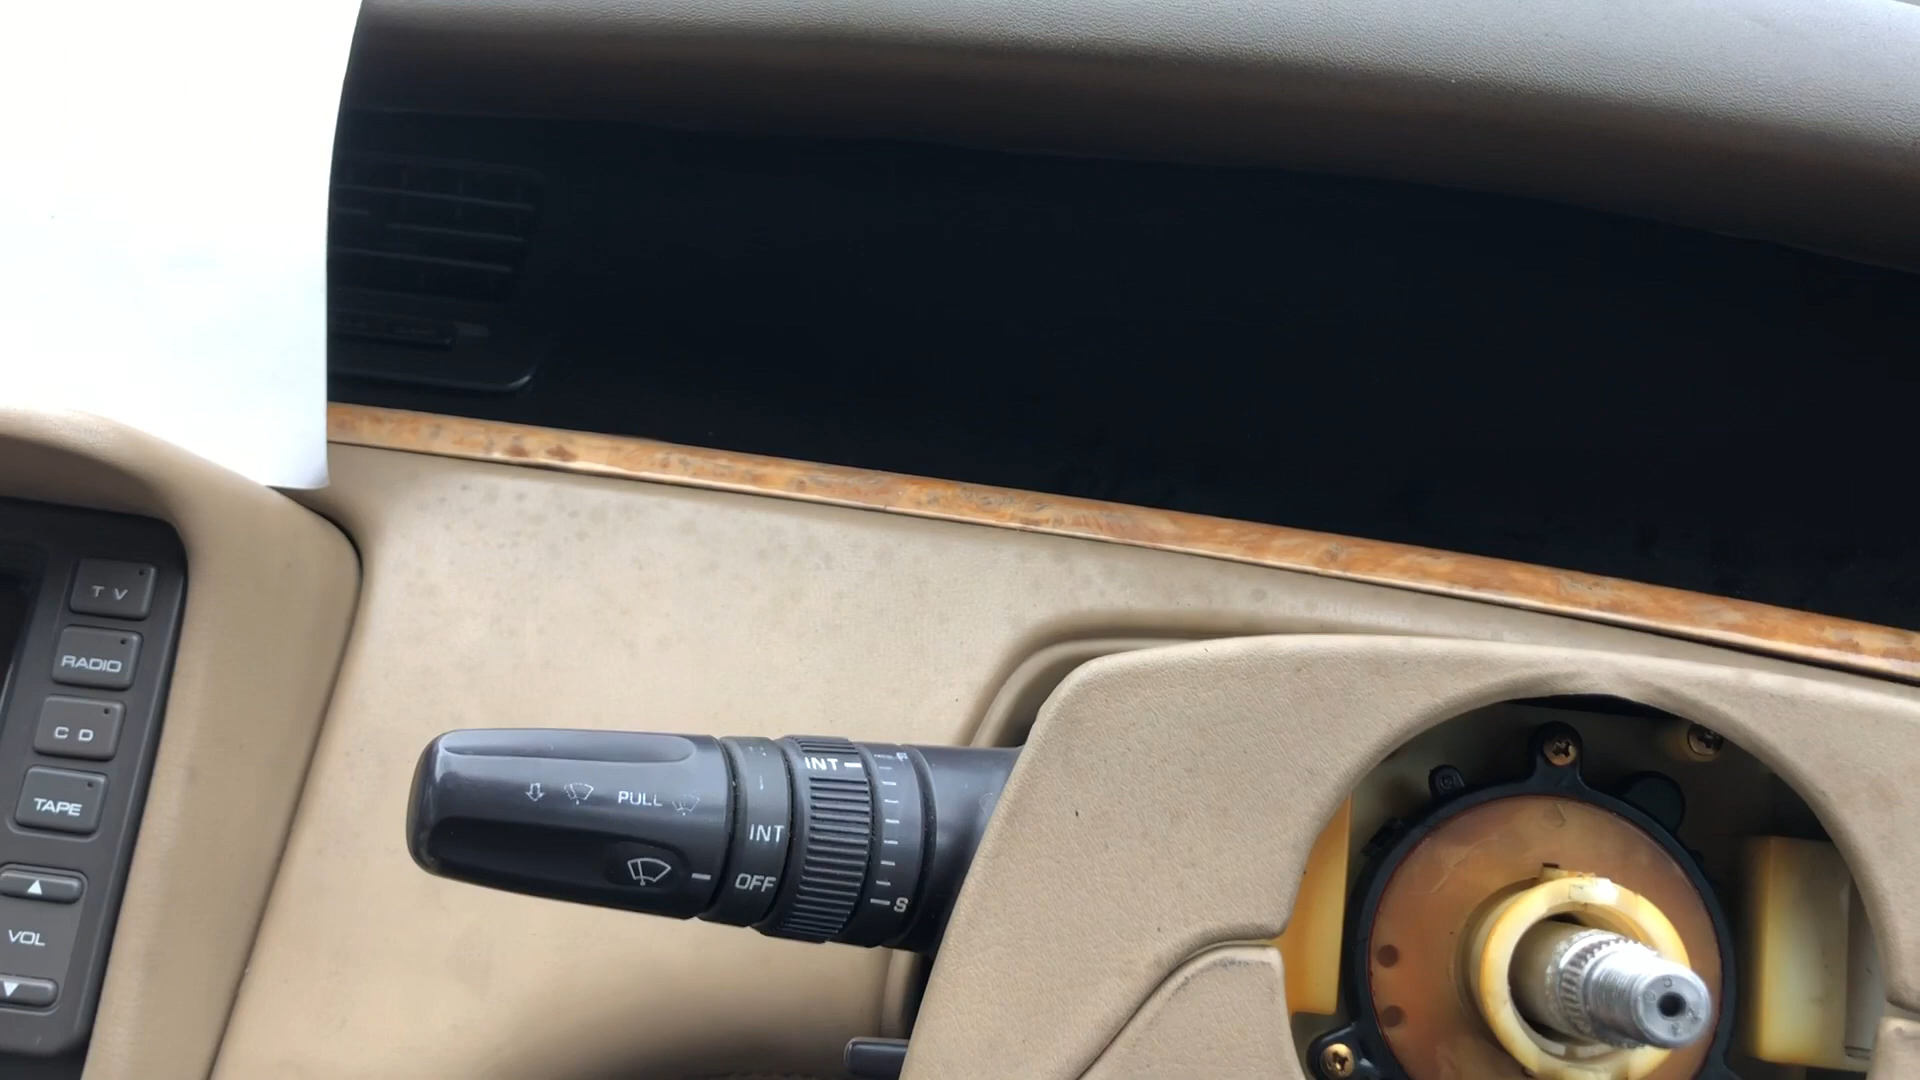 TV
RADIO
CD
TAPE
VOL
PULL
INT
OFF
INT
F
S